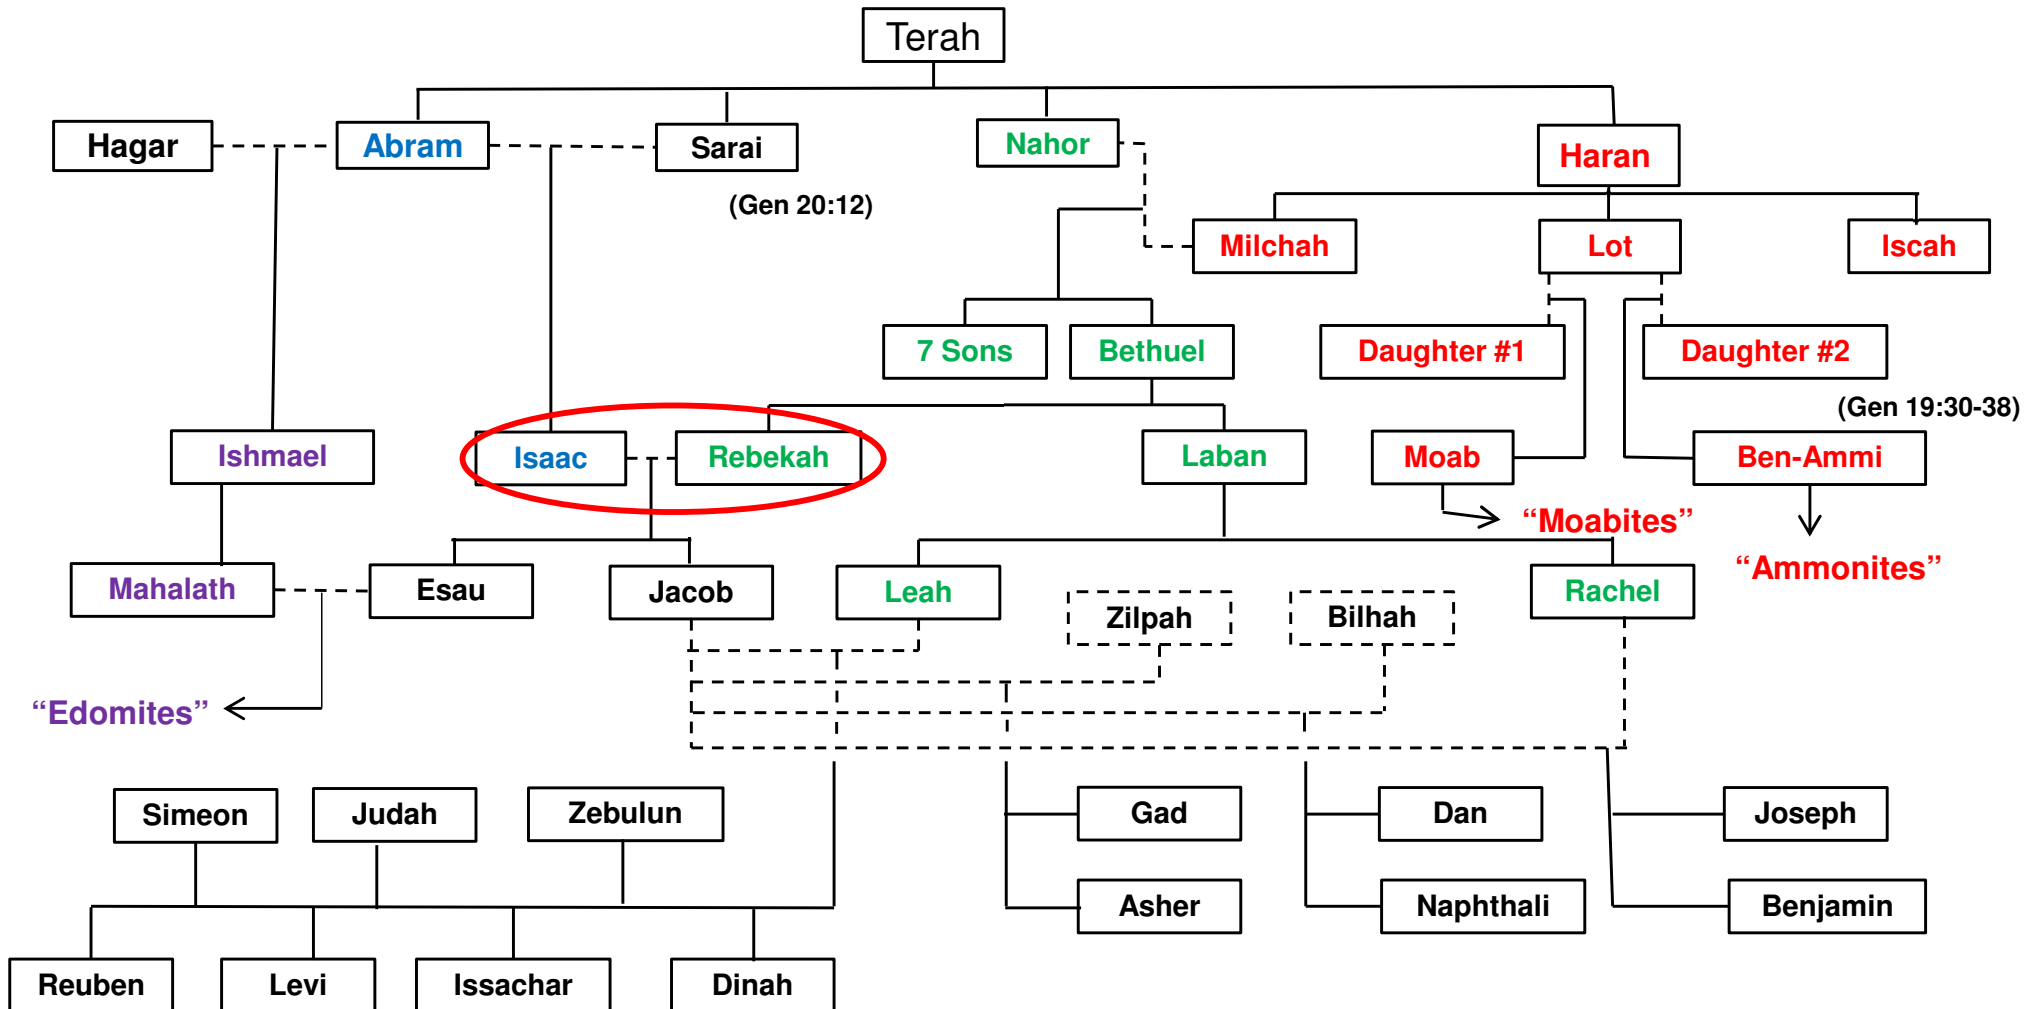 Terah
Hagar
Abram
Sarai
Nahor
Haran
(Gen 20:12)
Milchah
Lot
Iscah
7 Sons
Bethuel
Daughter #1
Daughter #2
(Gen 19:30-38)
Ishmael
Isaac
Rebekah
Laban
Moab
Ben-Ammi
“Moabites”
“Ammonites”
Mahalath
Esau
Jacob
Leah
Zilpah
Bilhah
Rachel
“Edomites”
Simeon
Judah
Zebulun
Gad
Dan
Joseph
Asher
Naphthali
Benjamin
Reuben
Levi
Issachar
Dinah